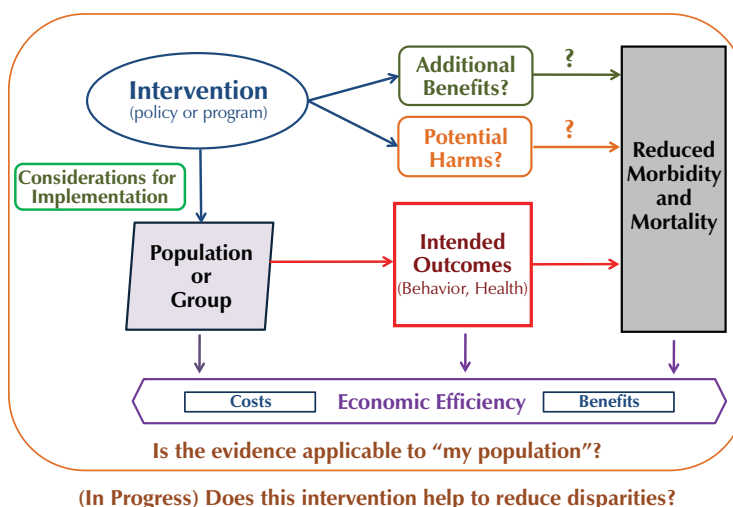 Intervention
(policy or program)
Additional
Benefits?
?
Potential
Harms?
?
Reduced
Morbidity
and
Mortality
Considerations for
Implementation
Population
or
Group
Intended
Outcomes
(Behavior, Health)
Costs
Economic Efficiency
Benefits
Is the evidence applicable to “my population”?
(In Progress) Does this intervention help to reduce disparities?